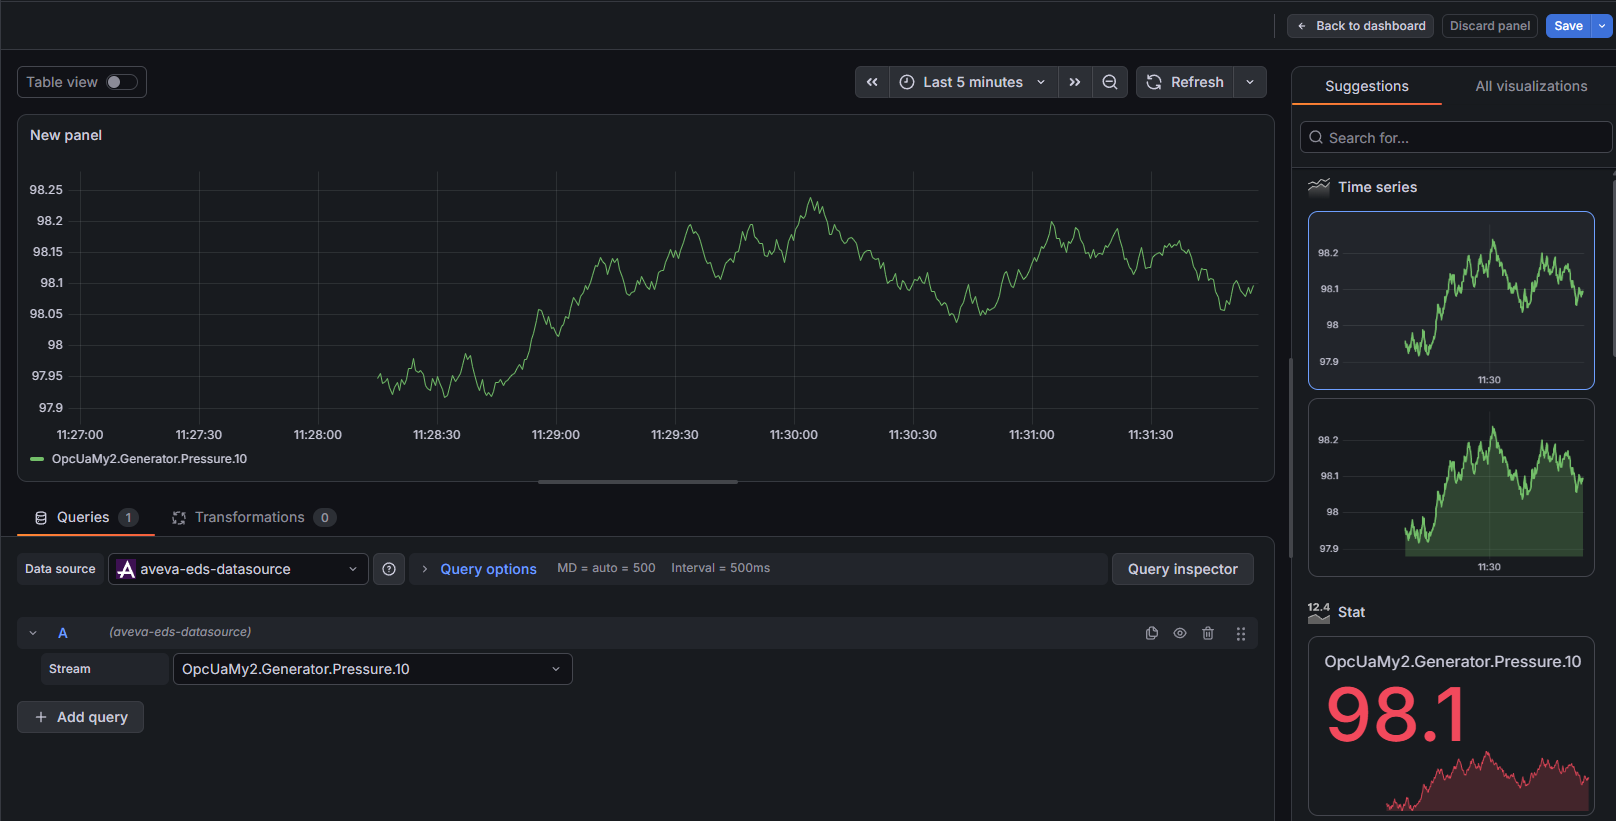 Back to dashboard
Discard panel
Save
Table view
Last 5 minutes
Refresh
Suggestions
All visualizations
Search for...
New panel
98.25
98.2
98.15
98.1
98.05
98
97.95
97.9
11:27:00
11:27:30
11:28:00
11:28:30
11:29:00
11:29:30
11:30:00
11:30:30
11:31:00
11:31:30
OpcUaMy2.Generator.Pressure.10
Time series
98.2
98.1
98
97.9
11:30
98.2
98.1
98
97.9
11:30
12.4
Stat
OpcUaMy2.Generator.Pressure.10
98.1
Queries 1
Transformations 0
Data source
aveva-eds-datasource
Query options
MD = auto = 500
Interval = 500ms
Query inspector
A
(aveva-eds-datasource)
Stream
OpcUaMy2.Generator.Pressure.10
+ Add query